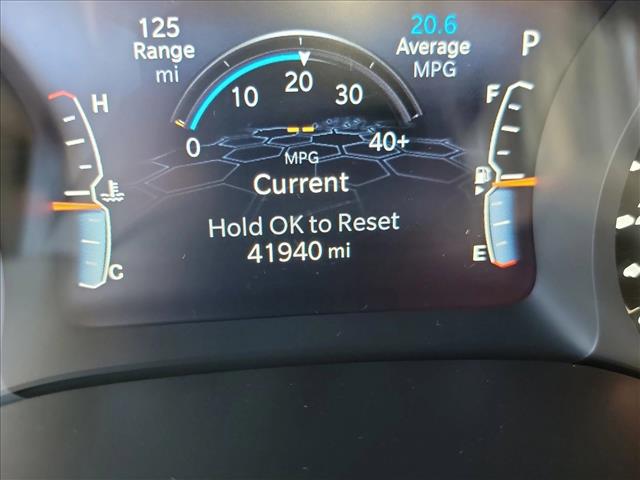 125
Range
mi
20.6
Average
MPG
P
H
C
0
10
20
30
40+
MPG
Current
Hold OK to Reset
41940 mi
F
E